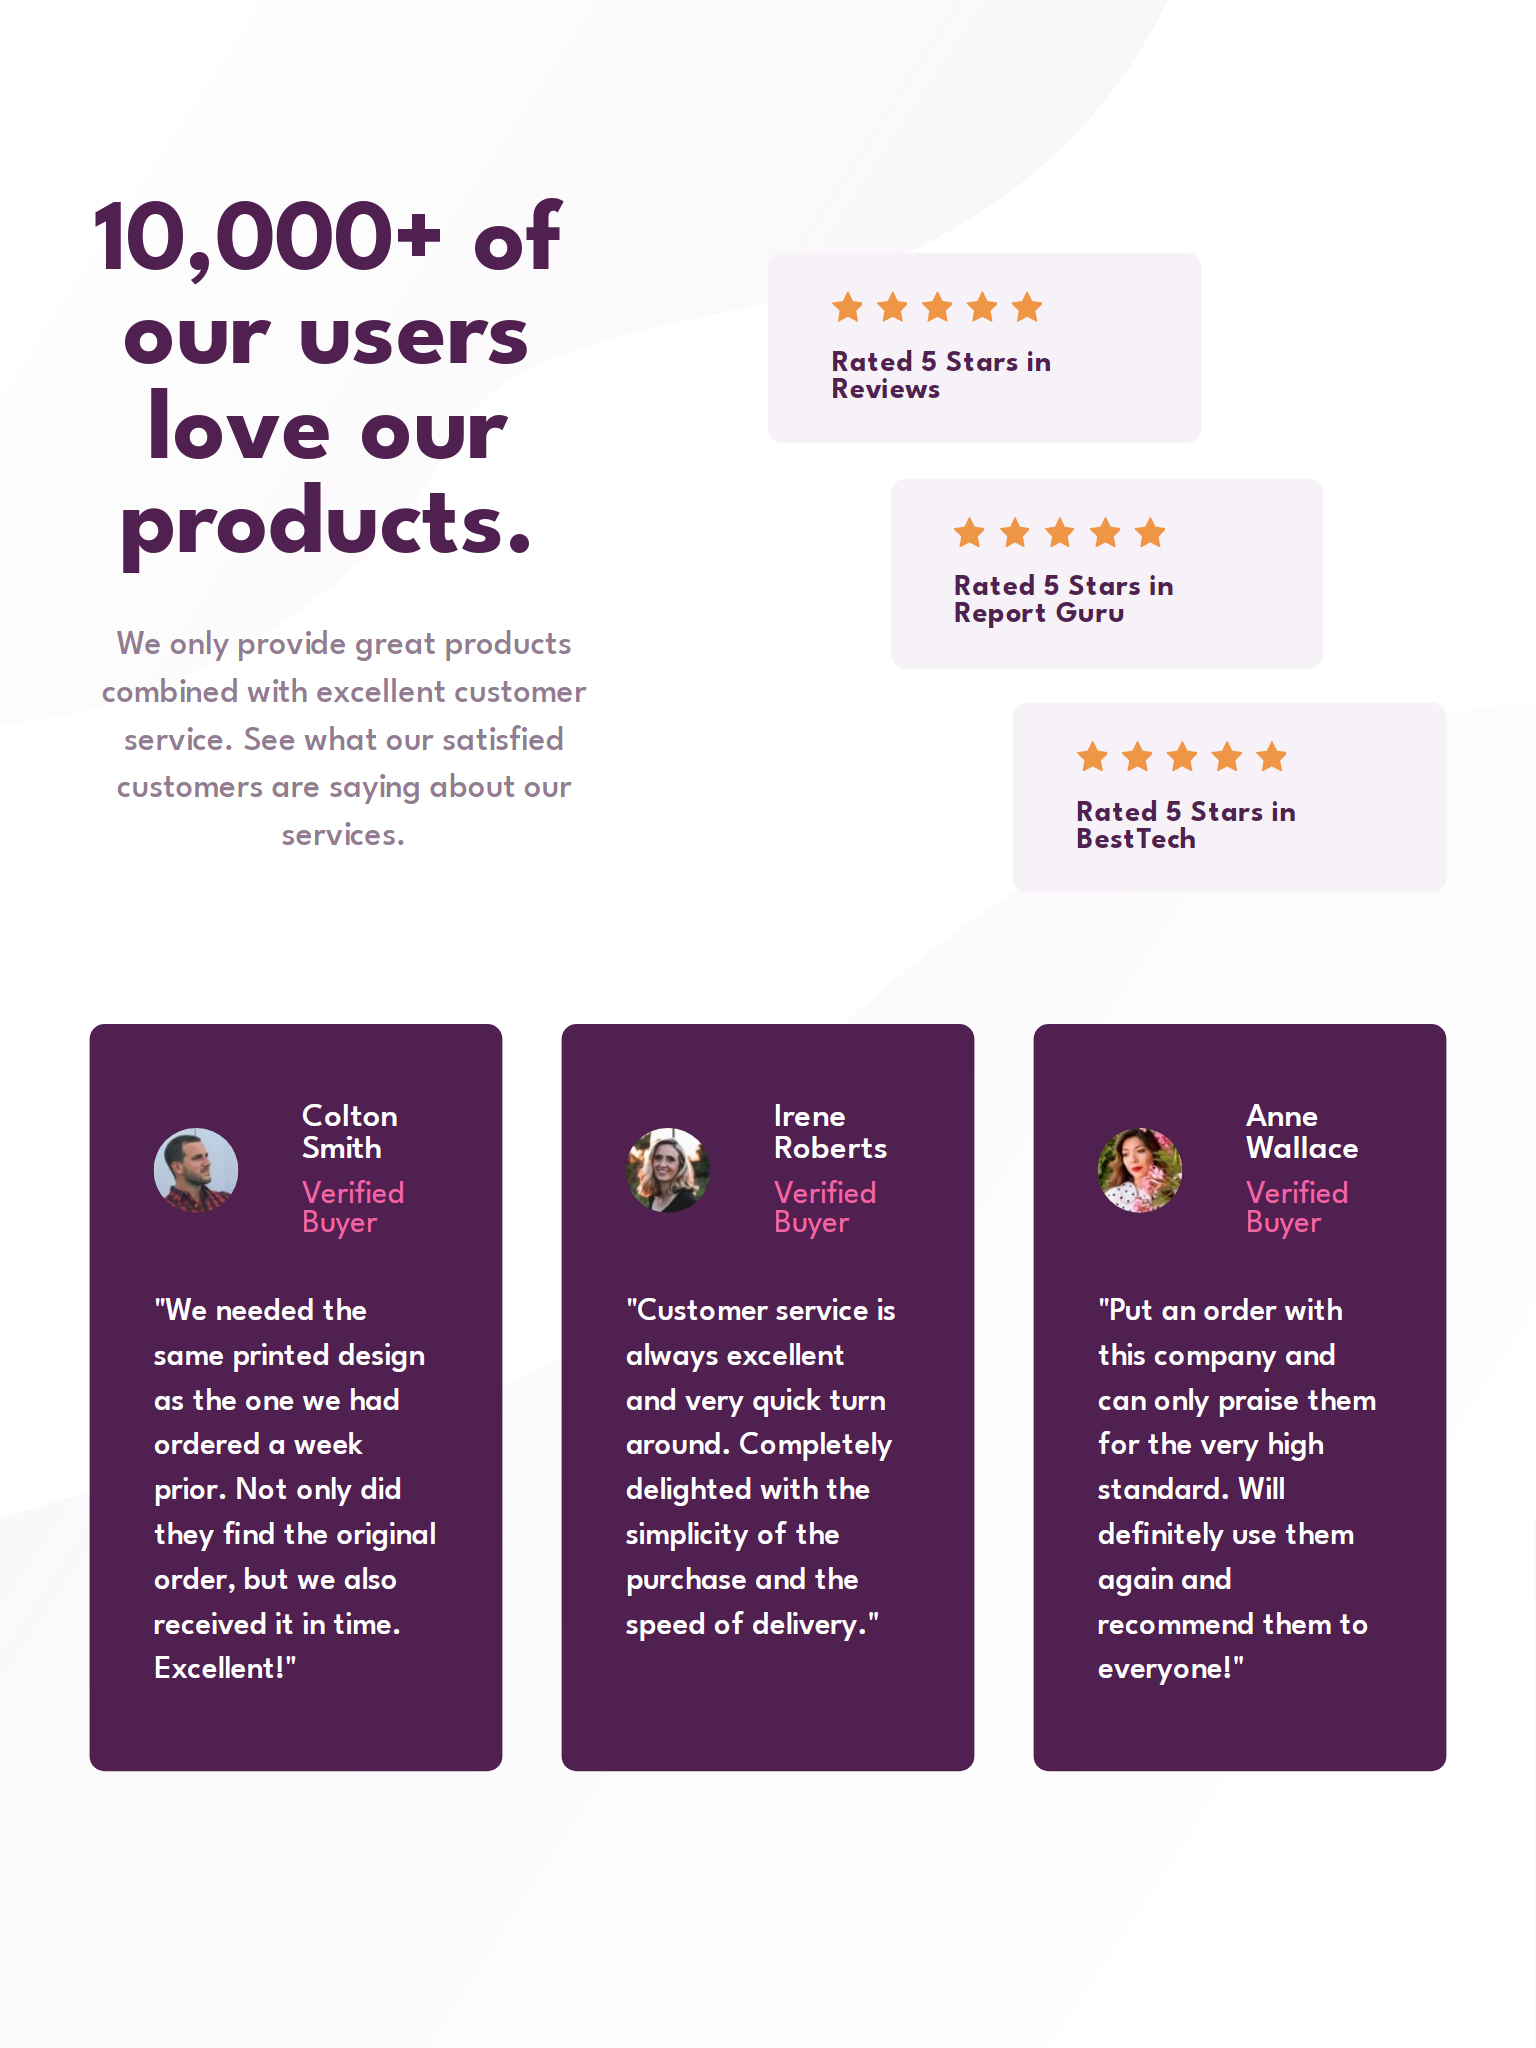 10,000+ of
our users
love our
products.
We only provide great products
combined with excellent customer
service. See what our satisfied
customers are saying about our
services.
Rated 5 Stars in
Reviews
Rated 5 Stars in
Report Guru
Rated 5 Stars in
BestTech
Colton
Smith
Verified
Buyer
"We needed the
same printed design
as the one we had
ordered a week
prior. Not only did
they find the original
order, but we also
received it in time.
Excellent!"
Irene
Roberts
Verified
Buyer
"Customer service is
always excellent
and very quick turn
around. Completely
delighted with the
simplicity of the
purchase and the
speed of delivery."
Anne
Wallace
Verified
Buyer
"Put an order with
this company and
can only praise them
for the very high
standard. Will
definitely use them
again and
recommend them to
everyone!"